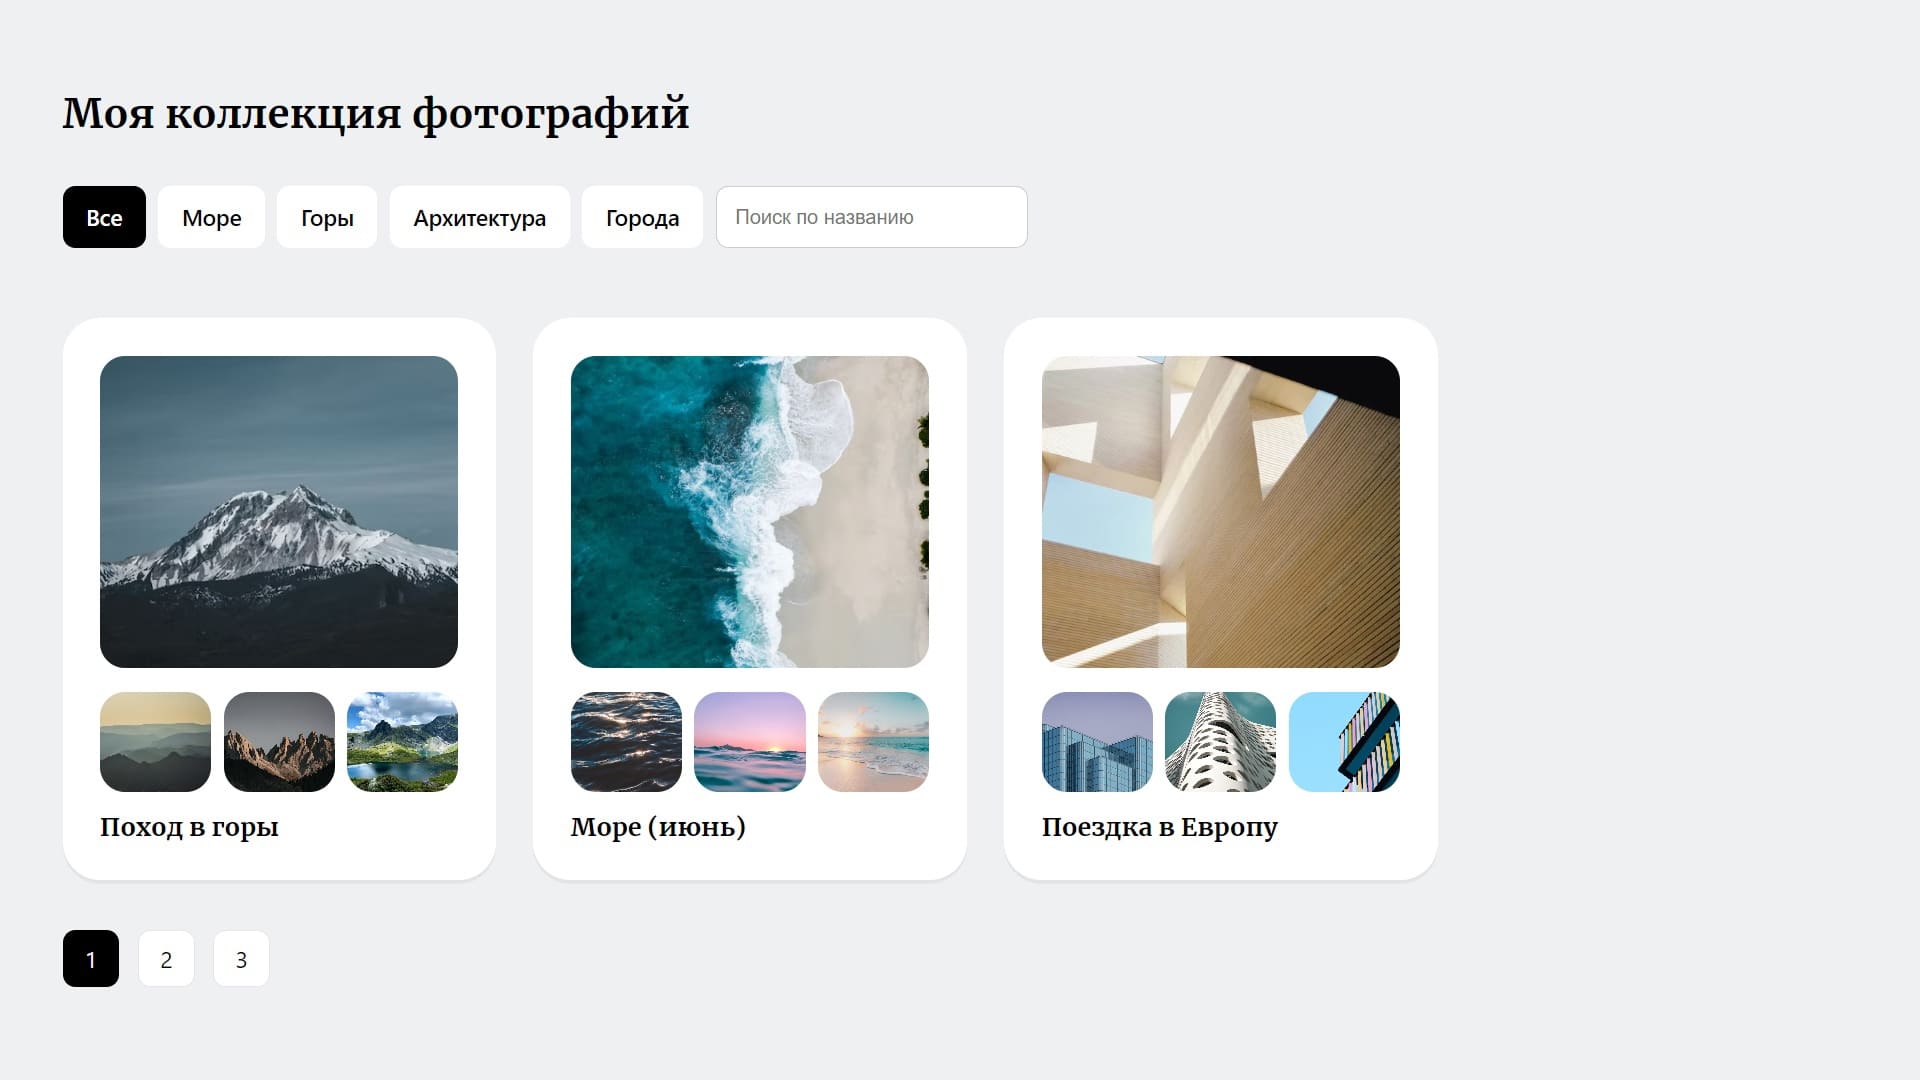 Моя коллекция фотографий
Все Море Горы Архитектура Города Поиск по названию
Поход в горы Море (июнь) Поездка в Европу
1 2 3